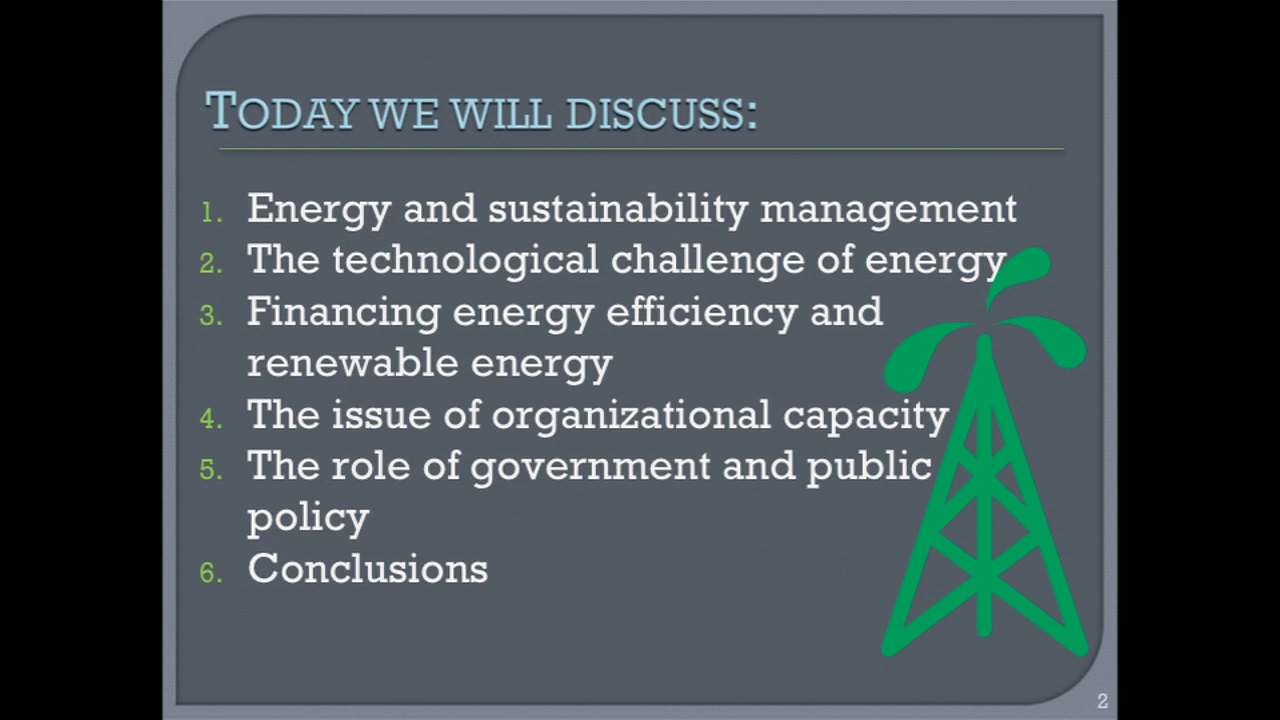 TODAY WE WILL DISCUSS:
1. Energy and sustainability management
2. The technological challenge of energy
3. Financing energy efficiency and
renewable energy
4. The issue of organizational capacity
5. The role of government and public
policy
6. Conclusions
2